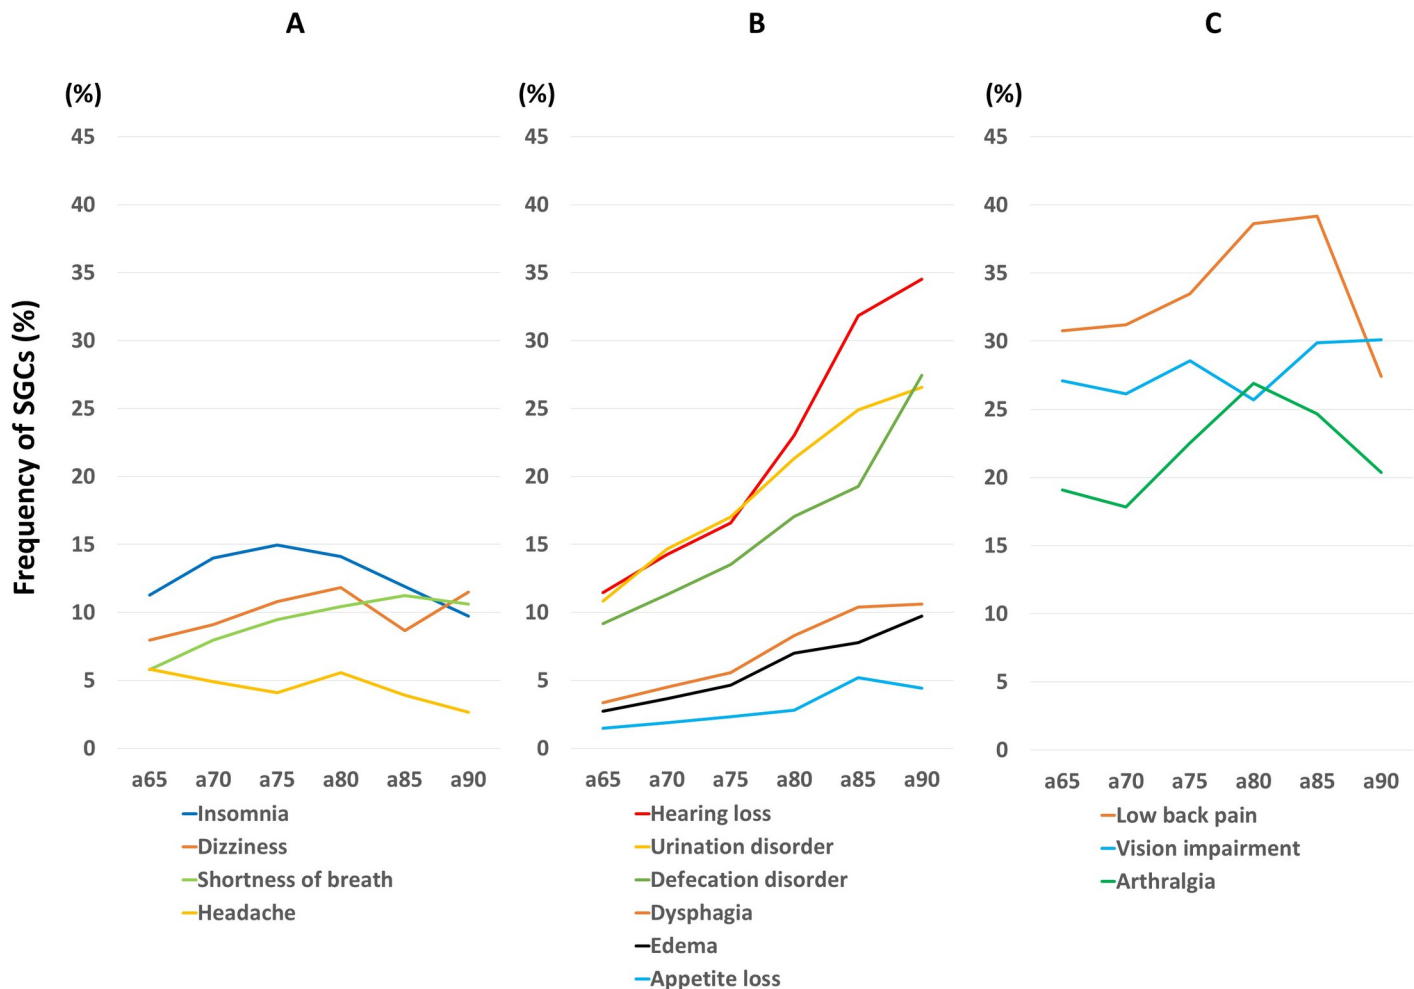 A
B
C
(%)
(%)
(%)
Frequency of SGCs (%)
45
40
35
30
25
20
15
10
5
0
a65 a70 a75 a80 a85 a90
Insomnia
Dizziness
Shortness of breath
Headache
45
40
35
30
25
20
15
10
5
0
a65 a70 a75 a80 a85 a90
Hearing loss
Urination disorder
Defecation disorder
Dysphagia
Edema
Appetite loss
45
40
35
30
25
20
15
10
5
0
a65 a70 a75 a80 a85 a90
Low back pain
Vision impairment
Arthralgia